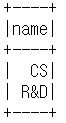 +----+
|name|
+----+
|  CS|
| R&D|
+----+